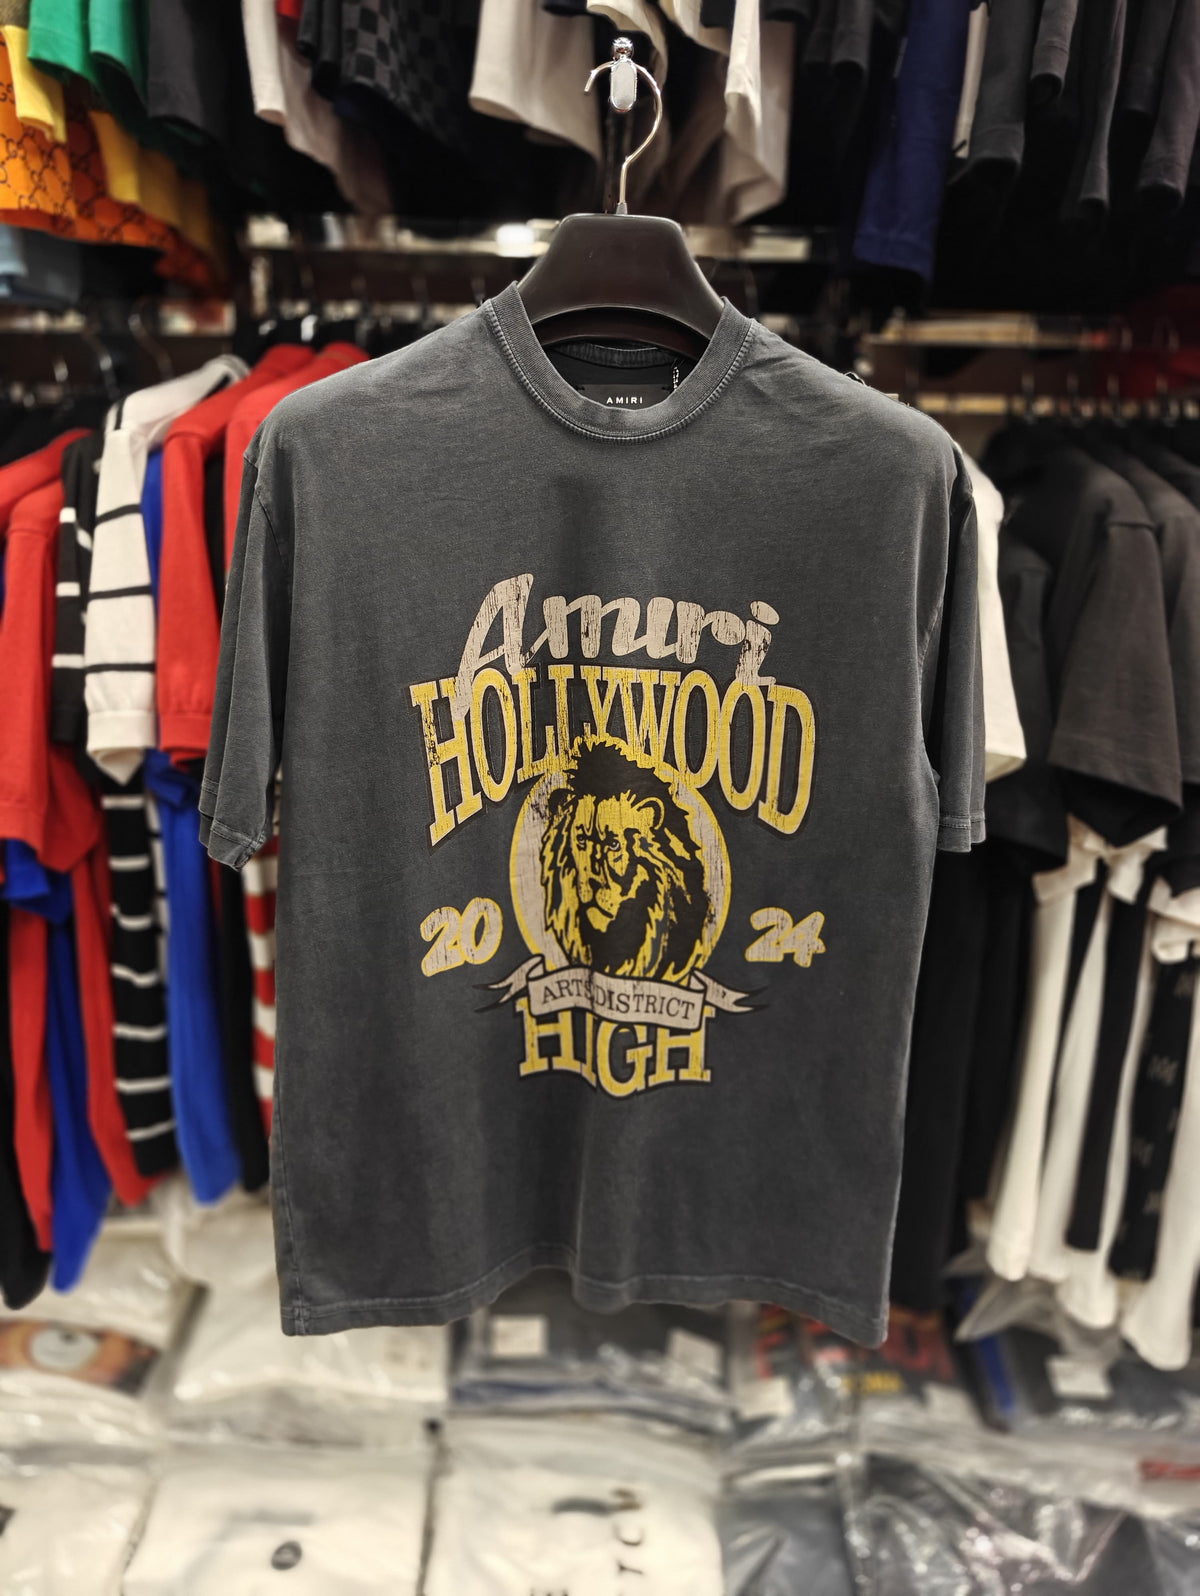 AMIRI
Amiri
HOLLYWOOD
20 24
ARTS DISTRICT
HIGH